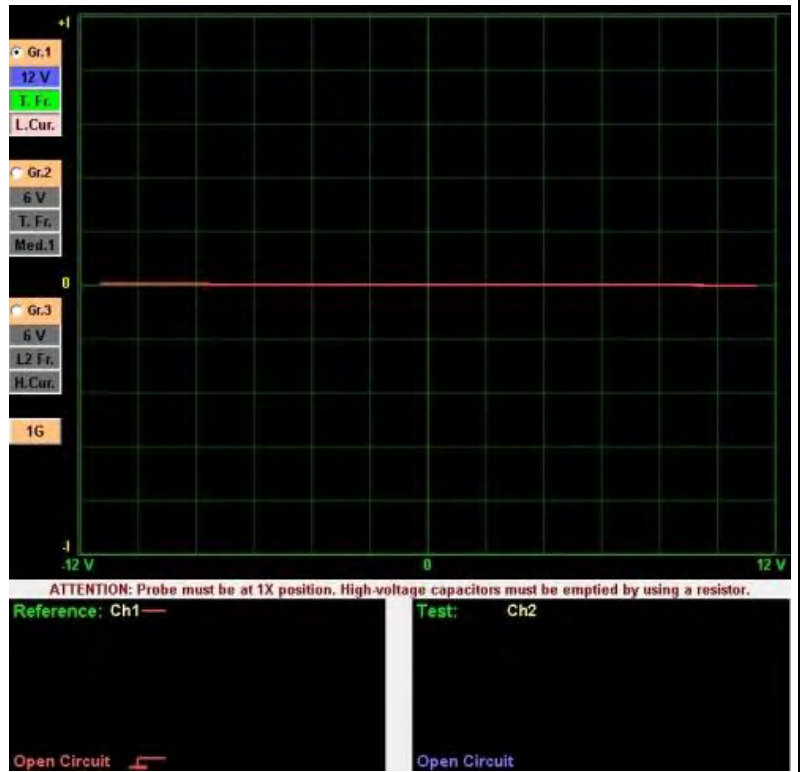 +I
Gr.1
12 V
T. Fr.
L.Cur.
Gr.2
6 V
T. Fr.
Med.1
0
Gr.3
6 V
L2 Fr.
H.Cur.
1G
-I
-12 V 0 12 V
ATTENTION: Probe must be at 1X position. High-voltage capacitors must be emptied by using a resistor.
Reference: Ch1
Test: Ch2
Open Circuit
Open Circuit